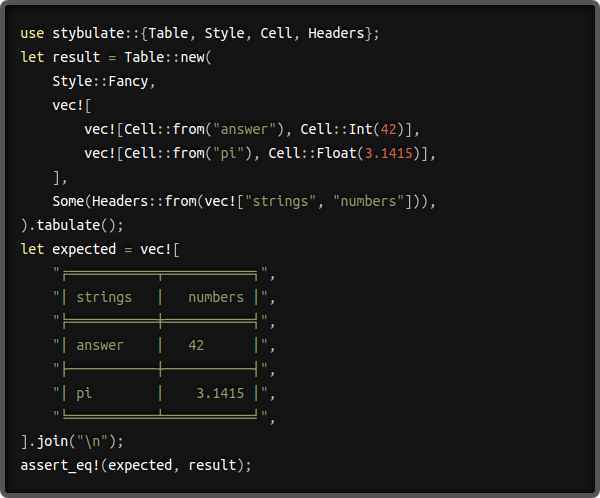 use stybulate::{Table, Style, Cell, Headers};
let result = Table::new(
    Style::Fancy,
    vec![
        vec![Cell::from("answer"), Cell::Int(42)],
        vec![Cell::from("pi"), Cell::Float(3.1415)],
    ],
    Some(Headers::from(vec!["strings", "numbers"])),
).tabulate();
let expected = vec![
    "╒═══════════╤═══════════╕",
    "│ strings   │   numbers │",
    "╞═══════════╪═══════════╡",
    "│ answer    │   42      │",
    "├───────────┼───────────┤",
    "│ pi        │    3.1415 │",
    "╘═══════════╧═══════════╛",
].join("\n");
assert_eq!(expected, result);